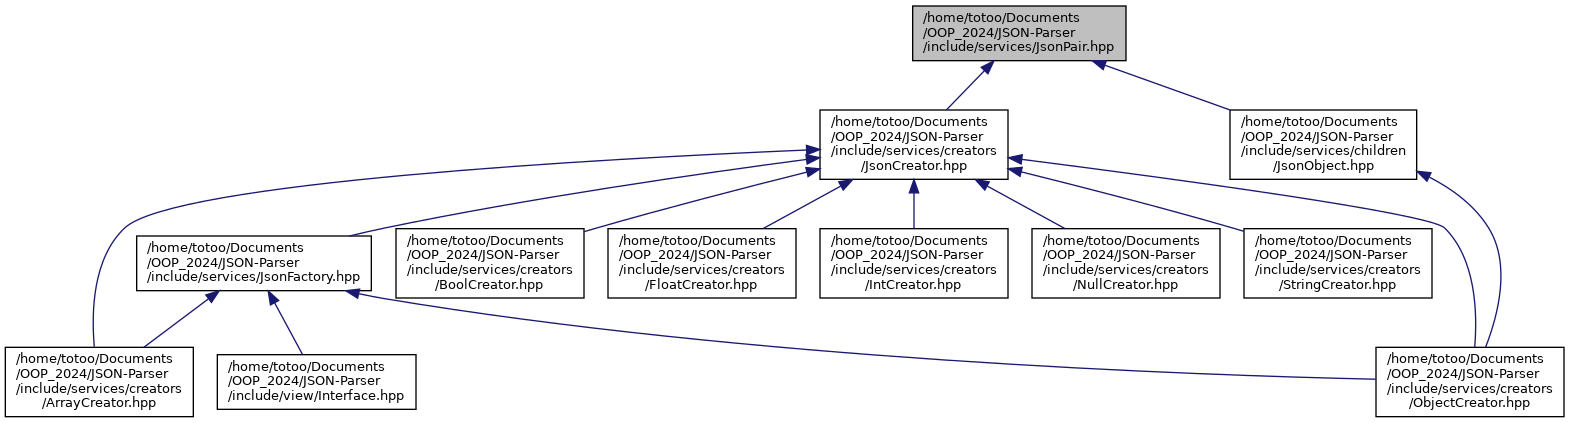 /home/totoo/Documents
/OOP_2024/JSON-Parser
/include/services/JsonPair.hpp
/home/totoo/Documents
/OOP_2024/JSON-Parser
/include/services/creators
/JsonCreator.hpp
/home/totoo/Documents
/OOP_2024/JSON-Parser
/include/services/children
/JsonObject.hpp
/home/totoo/Documents
/OOP_2024/JSON-Parser
/include/services/JsonFactory.hpp
/home/totoo/Documents
/OOP_2024/JSON-Parser
/include/services/creators
/BoolCreator.hpp
/home/totoo/Documents
/OOP_2024/JSON-Parser
/include/services/creators
/FloatCreator.hpp
/home/totoo/Documents
/OOP_2024/JSON-Parser
/include/services/creators
/IntCreator.hpp
/home/totoo/Documents
/OOP_2024/JSON-Parser
/include/services/creators
/NullCreator.hpp
/home/totoo/Documents
/OOP_2024/JSON-Parser
/include/services/creators
/StringCreator.hpp
/home/totoo/Documents
/OOP_2024/JSON-Parser
/include/services/creators
/ArrayCreator.hpp
/home/totoo/Documents
/OOP_2024/JSON-Parser
/include/view/Interface.hpp
/home/totoo/Documents
/OOP_2024/JSON-Parser
/include/services/creators
/ObjectCreator.hpp